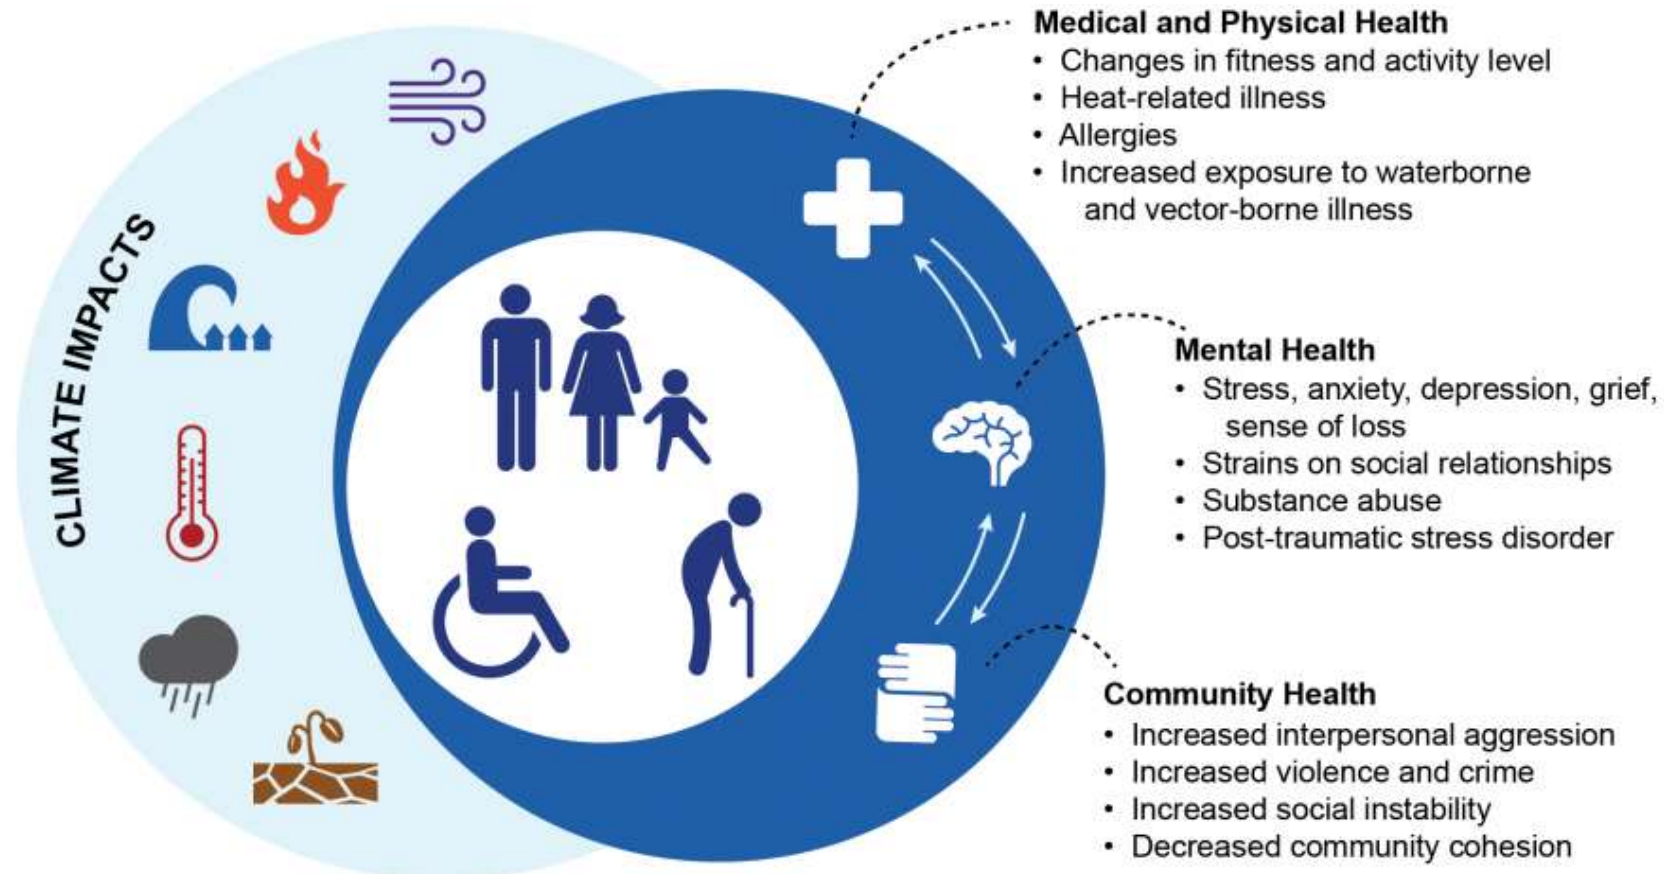 CLIMATE IMPACTS
Medical and Physical Health
• Changes in fitness and activity level
• Heat-related illness
• Allergies
• Increased exposure to waterborne
and vector-borne illness
Mental Health
• Stress, anxiety, depression, grief,
sense of loss
• Strains on social relationships
• Substance abuse
• Post-traumatic stress disorder
Community Health
• Increased interpersonal aggression
• Increased violence and crime
• Increased social instability
• Decreased community cohesion